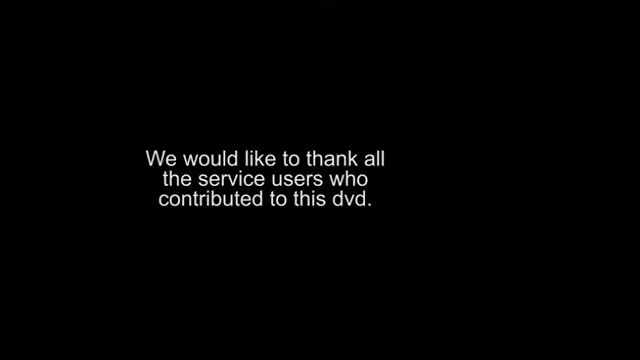 We would like to thank all
the service users who
contributed to this dvd.